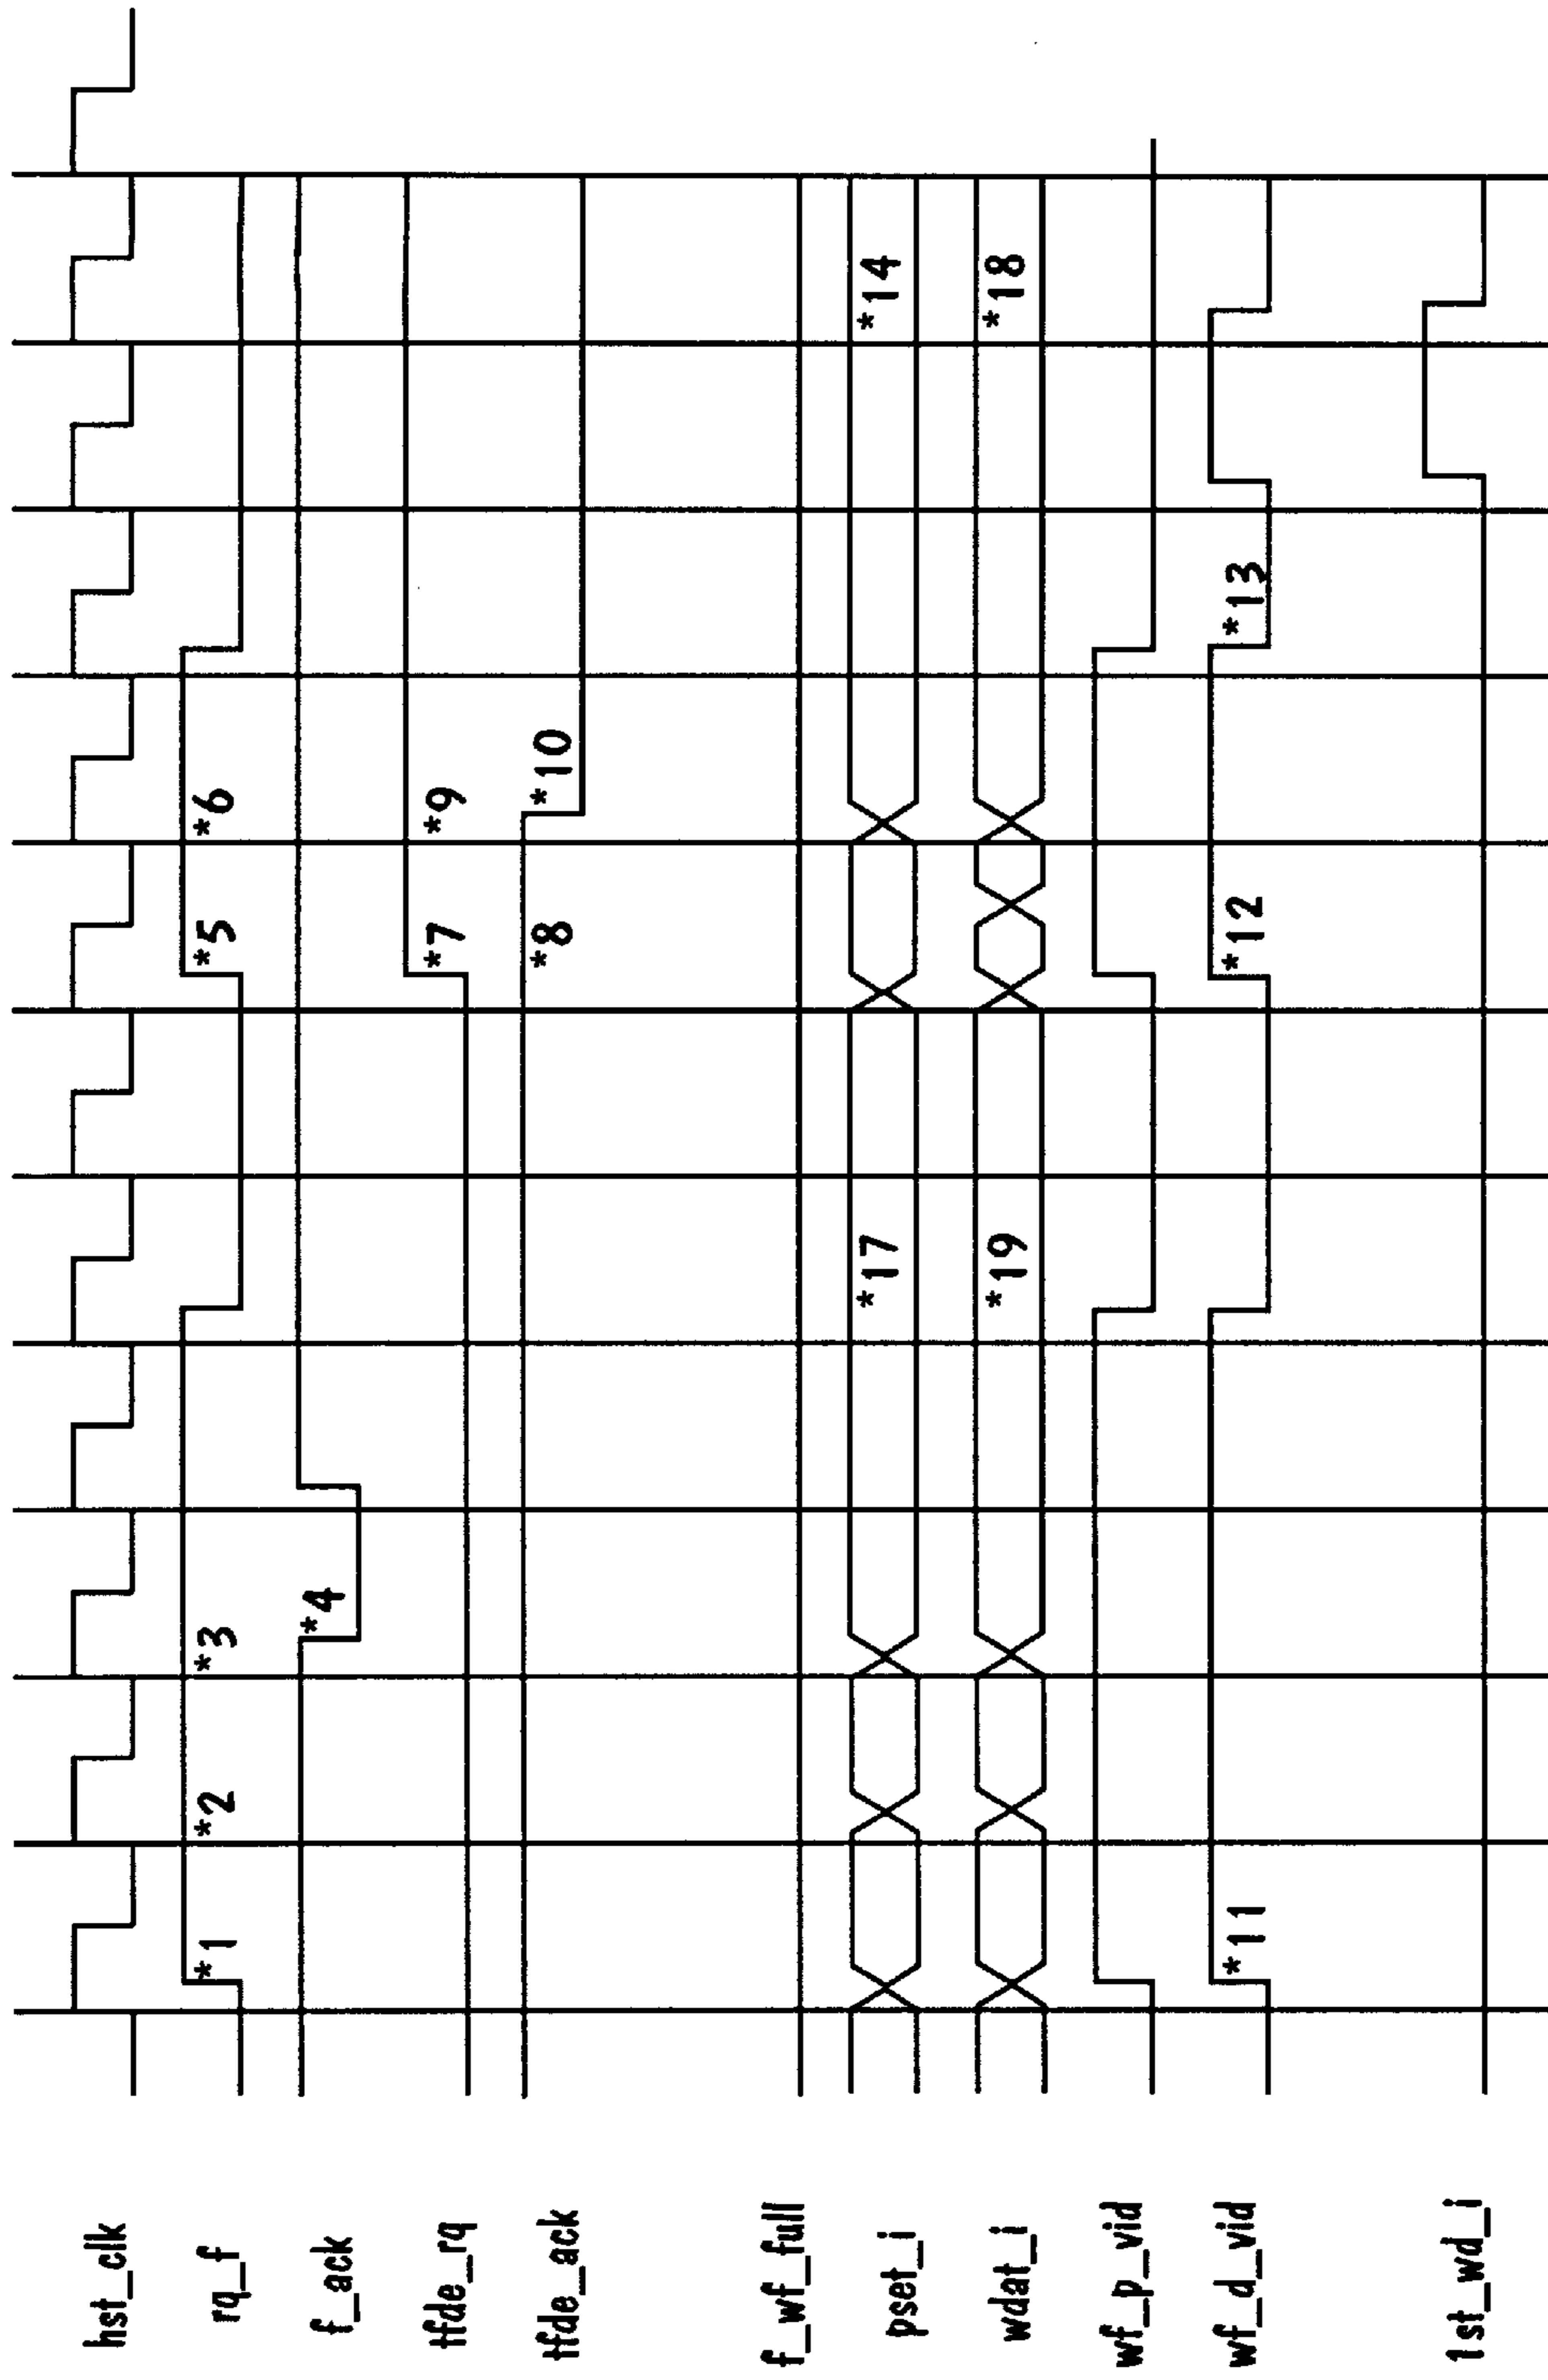 hst_clk
rq_f *1 *2 *3 *5 *6
f_ack *4
tfde_rq *7 *9
tfde_ack *8 *10
f_wf_full
pset_i *17 *14
wdat_i *19 *18
wf_p_vid
wf_d_vid *11 *12 *13
1st_wd_i